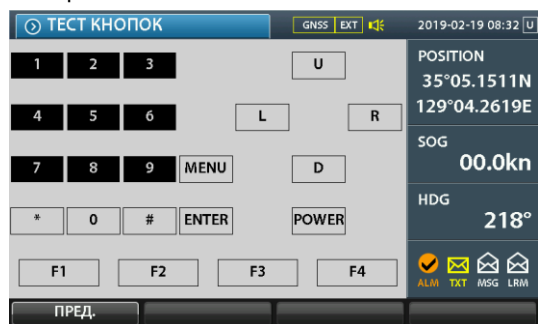 ТЕСТ КНОПОК GNSS EXT 2019-02-19 08:32 U
1 2 3 U
4 5 6 L R
7 8 9 MENU D
* 0 # ENTER POWER
F1 F2 F3 F4
POSITION
35°05.1511N
129°04.2619E
SOG
00.0kn
HDG
218°
ALM TXT MSG LRM
ПРЕД.